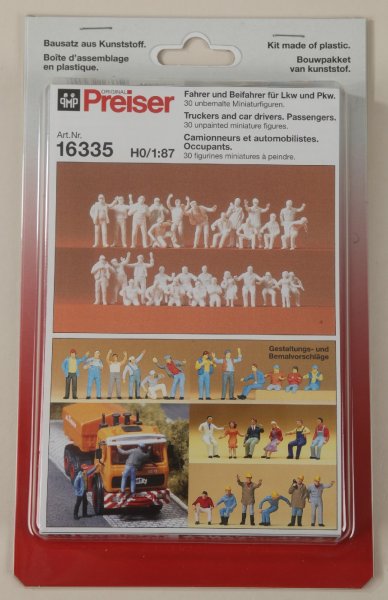 Bausatz aus Kunststoff.
Boîte d'assemblage
en plastique.
Kit made of plastic.
Bouwpakket
van kunststof.
ORIGINAL
PMP Preiser
Art.Nr.
16335 H0/1:87
Fahrer und Beifahrer für Lkw und Pkw.
30 unbemalte Miniaturfiguren.
Truckers and car drivers. Passengers.
30 unpainted miniature figures.
Camionneurs et automobilistes.
Occupants.
30 figurines miniatures à peindre.
Gestaltungs- und
Bemalvorschläge